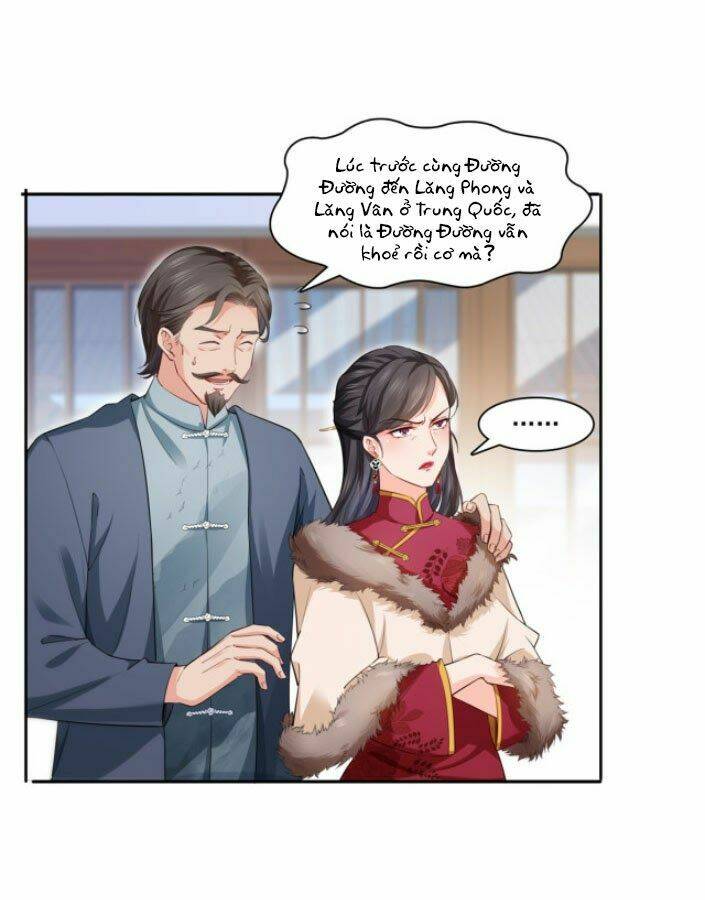 Lúc trước cùng Đường
Đường đến Lăng Phong và
Lăng Vân ở Trung Quốc, đã
nói là Đường Đường vẫn
khoẻ rồi cơ mà?
......